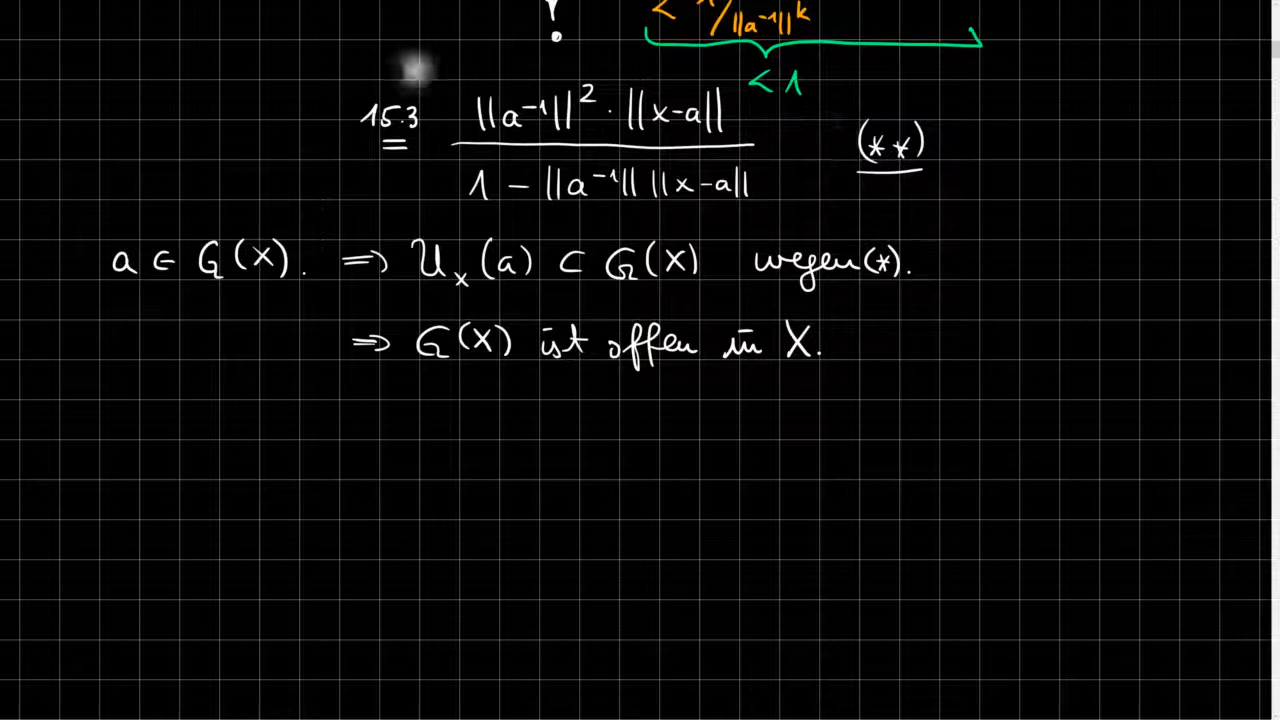 ! < 1/||a⁻¹||ᵏ
< 1
15.3 = ||a⁻¹||² · ||x-a|| / 1 - ||a⁻¹|| ||x-a|| (**)
a ∈ G(X). ⇒ U_x(a) ⊂ G(X) wegen (*).
⇒ G(X) ist offen in X.